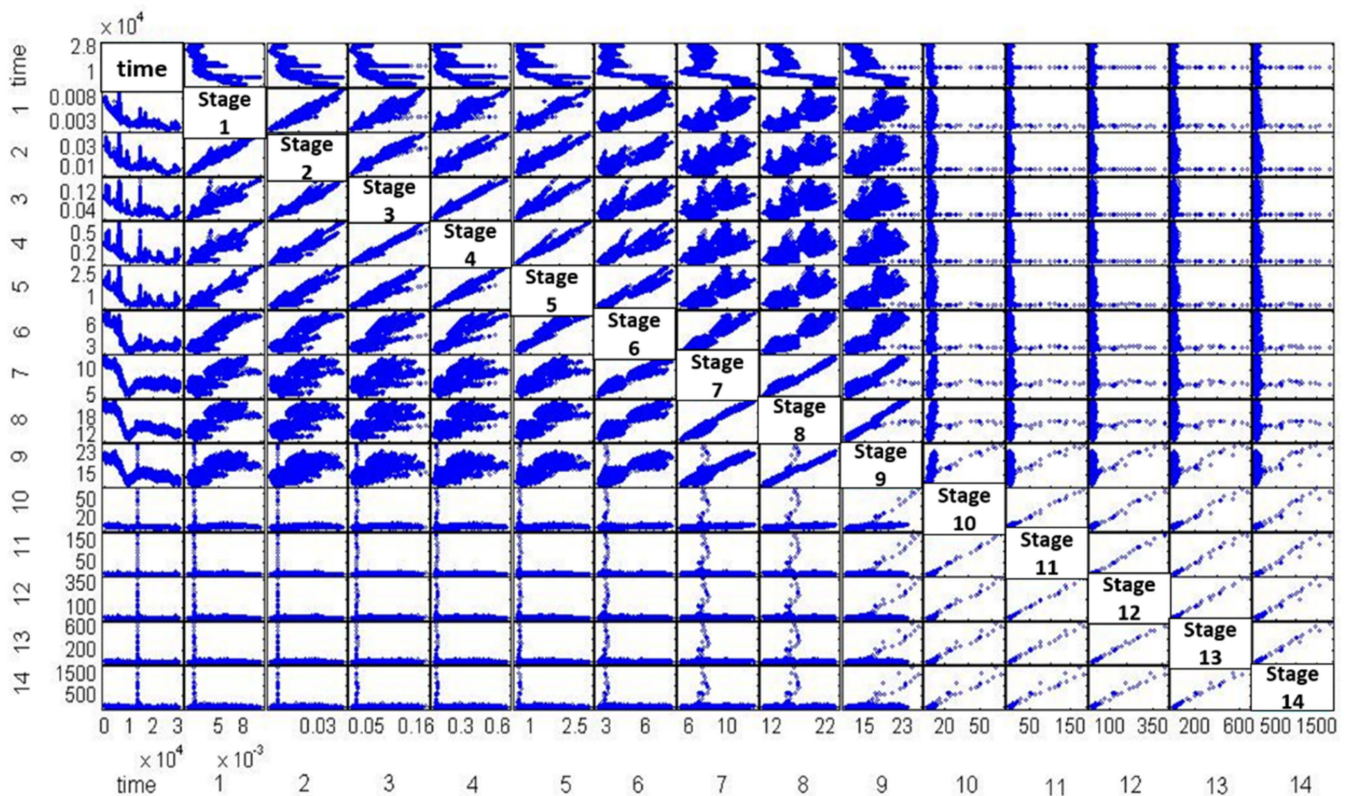 × 10⁴
time 2.8 1 time
1 0.008 0.003 Stage 1
2 0.03 0.01 Stage 2
3 0.12 0.04 Stage 3
4 0.5 0.2 Stage 4
5 2.5 1 Stage 5
6 6 3 Stage 6
7 10 5 Stage 7
8 18 12 Stage 8
9 23 15 Stage 9
10 50 20 Stage 10
11 150 50 Stage 11
12 350 100 Stage 12
13 600 200 Stage 13
14 1500 500 Stage 14
0 1 2 3 5 8 0.03 0.05 0.16 0.3 0.6 1 2.5 3 6 6 10 12 22 15 23 20 50 50 150 100 350 200 600 500 1500
× 10⁴ × 10⁻³
time 1 2 3 4 5 6 7 8 9 10 11 12 13 14